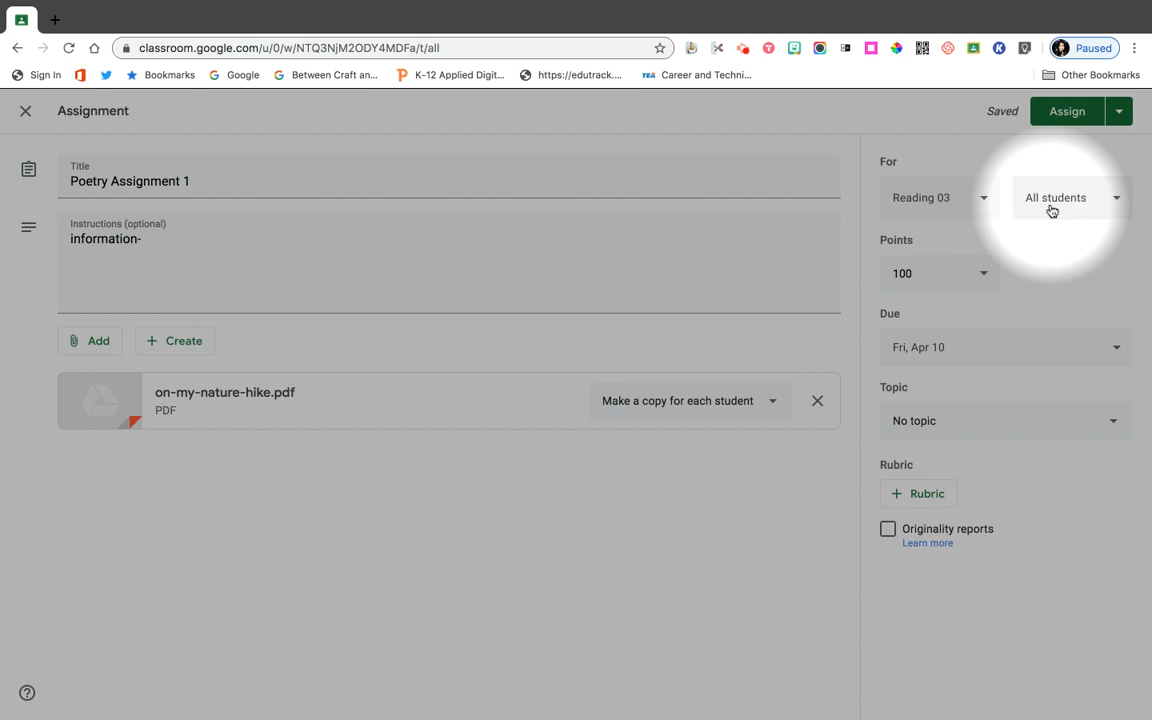 classroom.google.com/u/0/w/NTQ3NjM2ODY4MDFa/t/all
Paused
Sign In
Bookmarks
Google
Between Craft an...
K-12 Applied Digit...
https://edutrack....
TEA Career and Techni...
Other Bookmarks
Assignment
Saved
Assign
Title
Poetry Assignment 1
Instructions (optional)
information-
Add
Create
on-my-nature-hike.pdf
PDF
Make a copy for each student
For
Reading 03
All students
Points
100
Due
Fri, Apr 10
Topic
No topic
Rubric
+ Rubric
Originality reports
Learn more